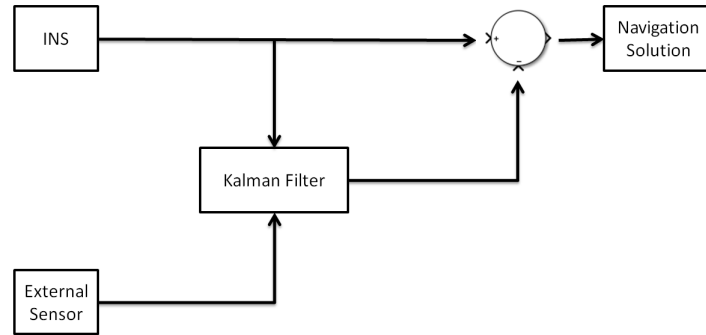 INS
+
−
Navigation
Solution
Kalman Filter
External
Sensor